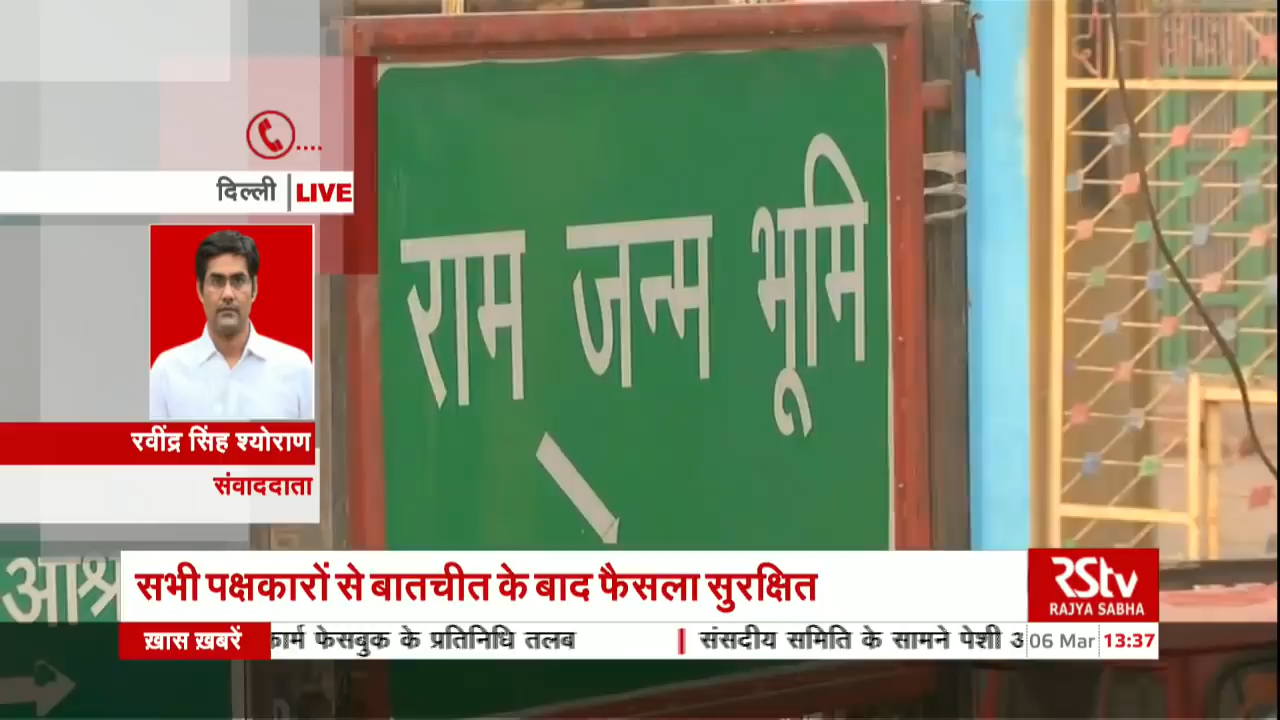 राम जन्म भूमि
दिल्ली LIVE
रवींद्र सिंह श्योराण
संवाददाता
सभी पक्षकारों से बातचीत के बाद फैसला सुरक्षित
RStv
RAJYA SABHA
ख़ास ख़बरें फेसबुक के प्रतिनिधि तलब | संसदीय समिति के सामने पेशी 06 Mar 13:37